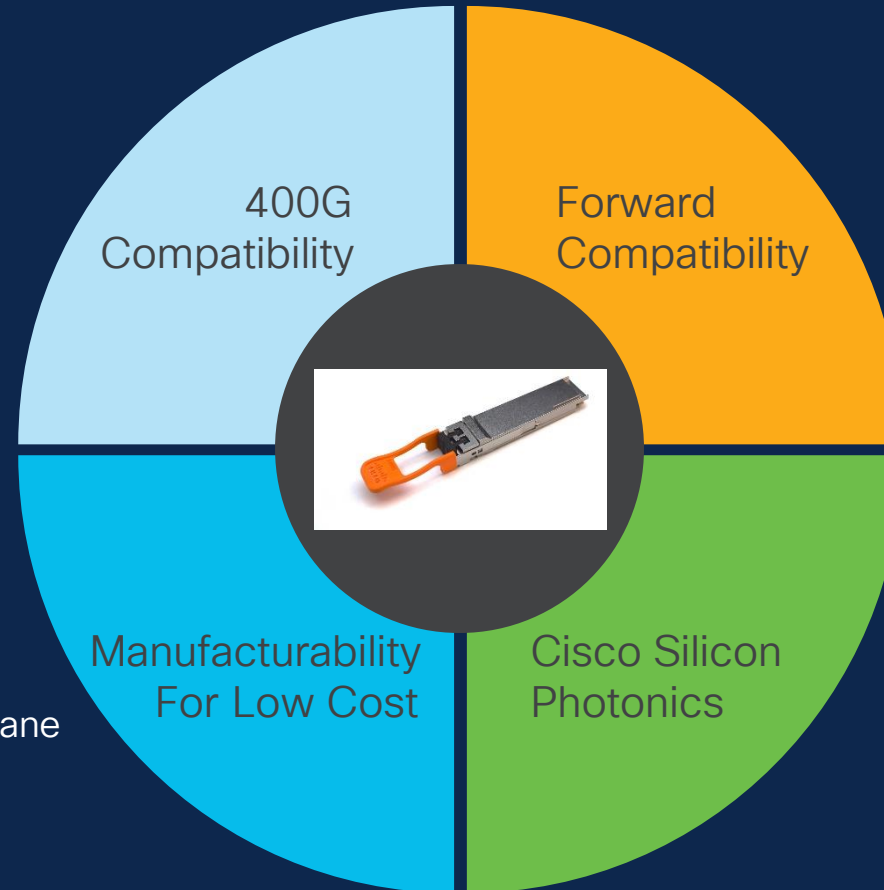 400G
Compatibility
Forward
Compatibility
Manufacturability
For Low Cost
Cisco Silicon
Photonics
ane